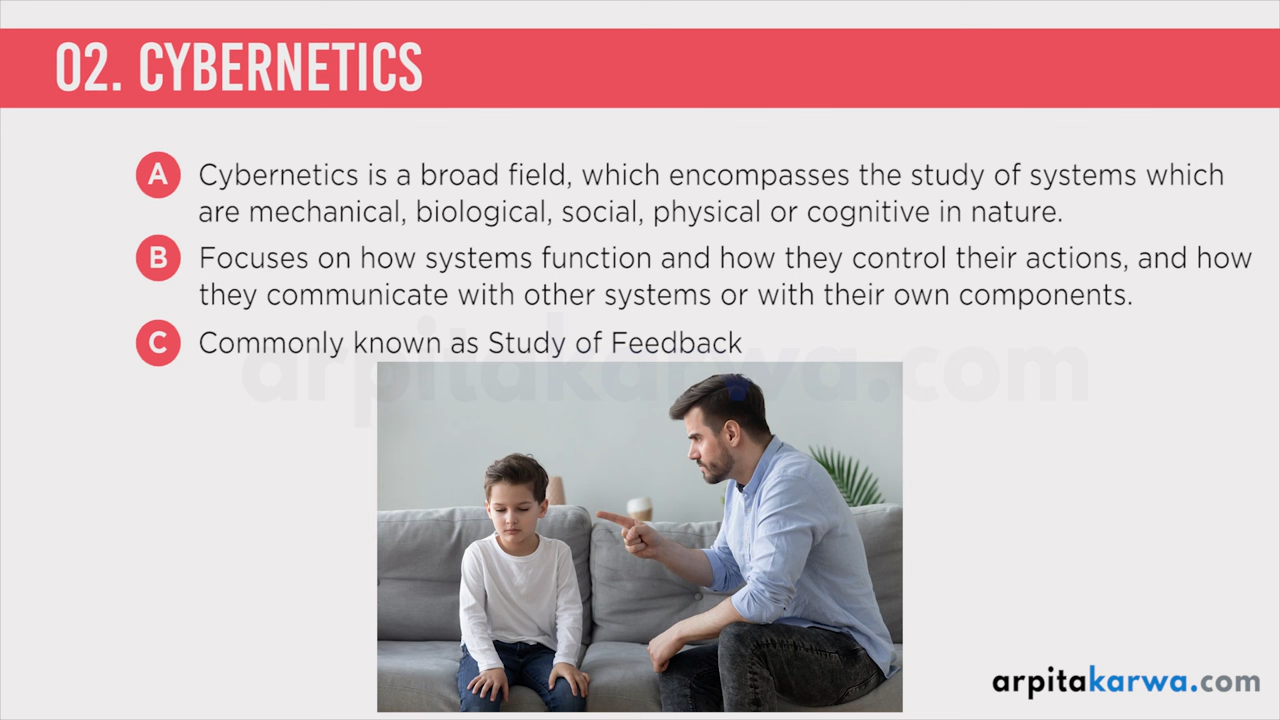 02. CYBERNETICS
A Cybernetics is a broad field, which encompasses the study of systems which
are mechanical, biological, social, physical or cognitive in nature.
B Focuses on how systems function and how they control their actions, and how
they communicate with other systems or with their own components.
C Commonly known as Study of Feedback
arpitakarwa.com
arpitakarwa.com